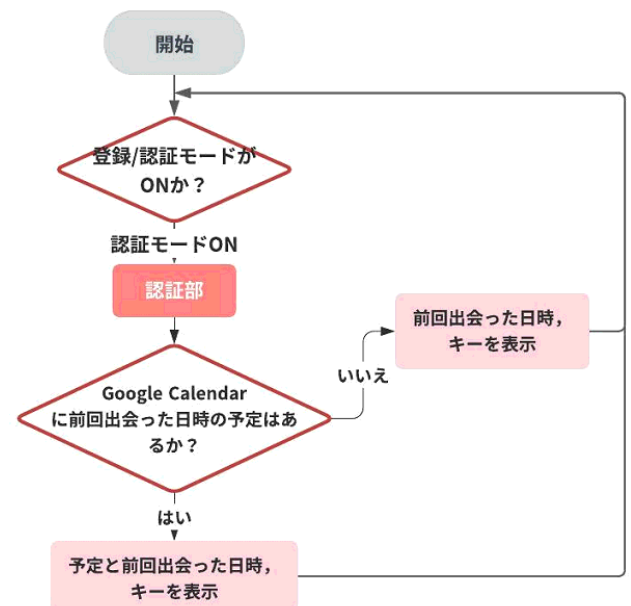 開始
登録/認証モードが
ONか？
認証モードON
認証部
前回出会った日時，
キーを表示
いいえ
Google Calendar
に前回出会った日時の予定はあ
るか？
はい
予定と前回出会った日時，
キーを表示